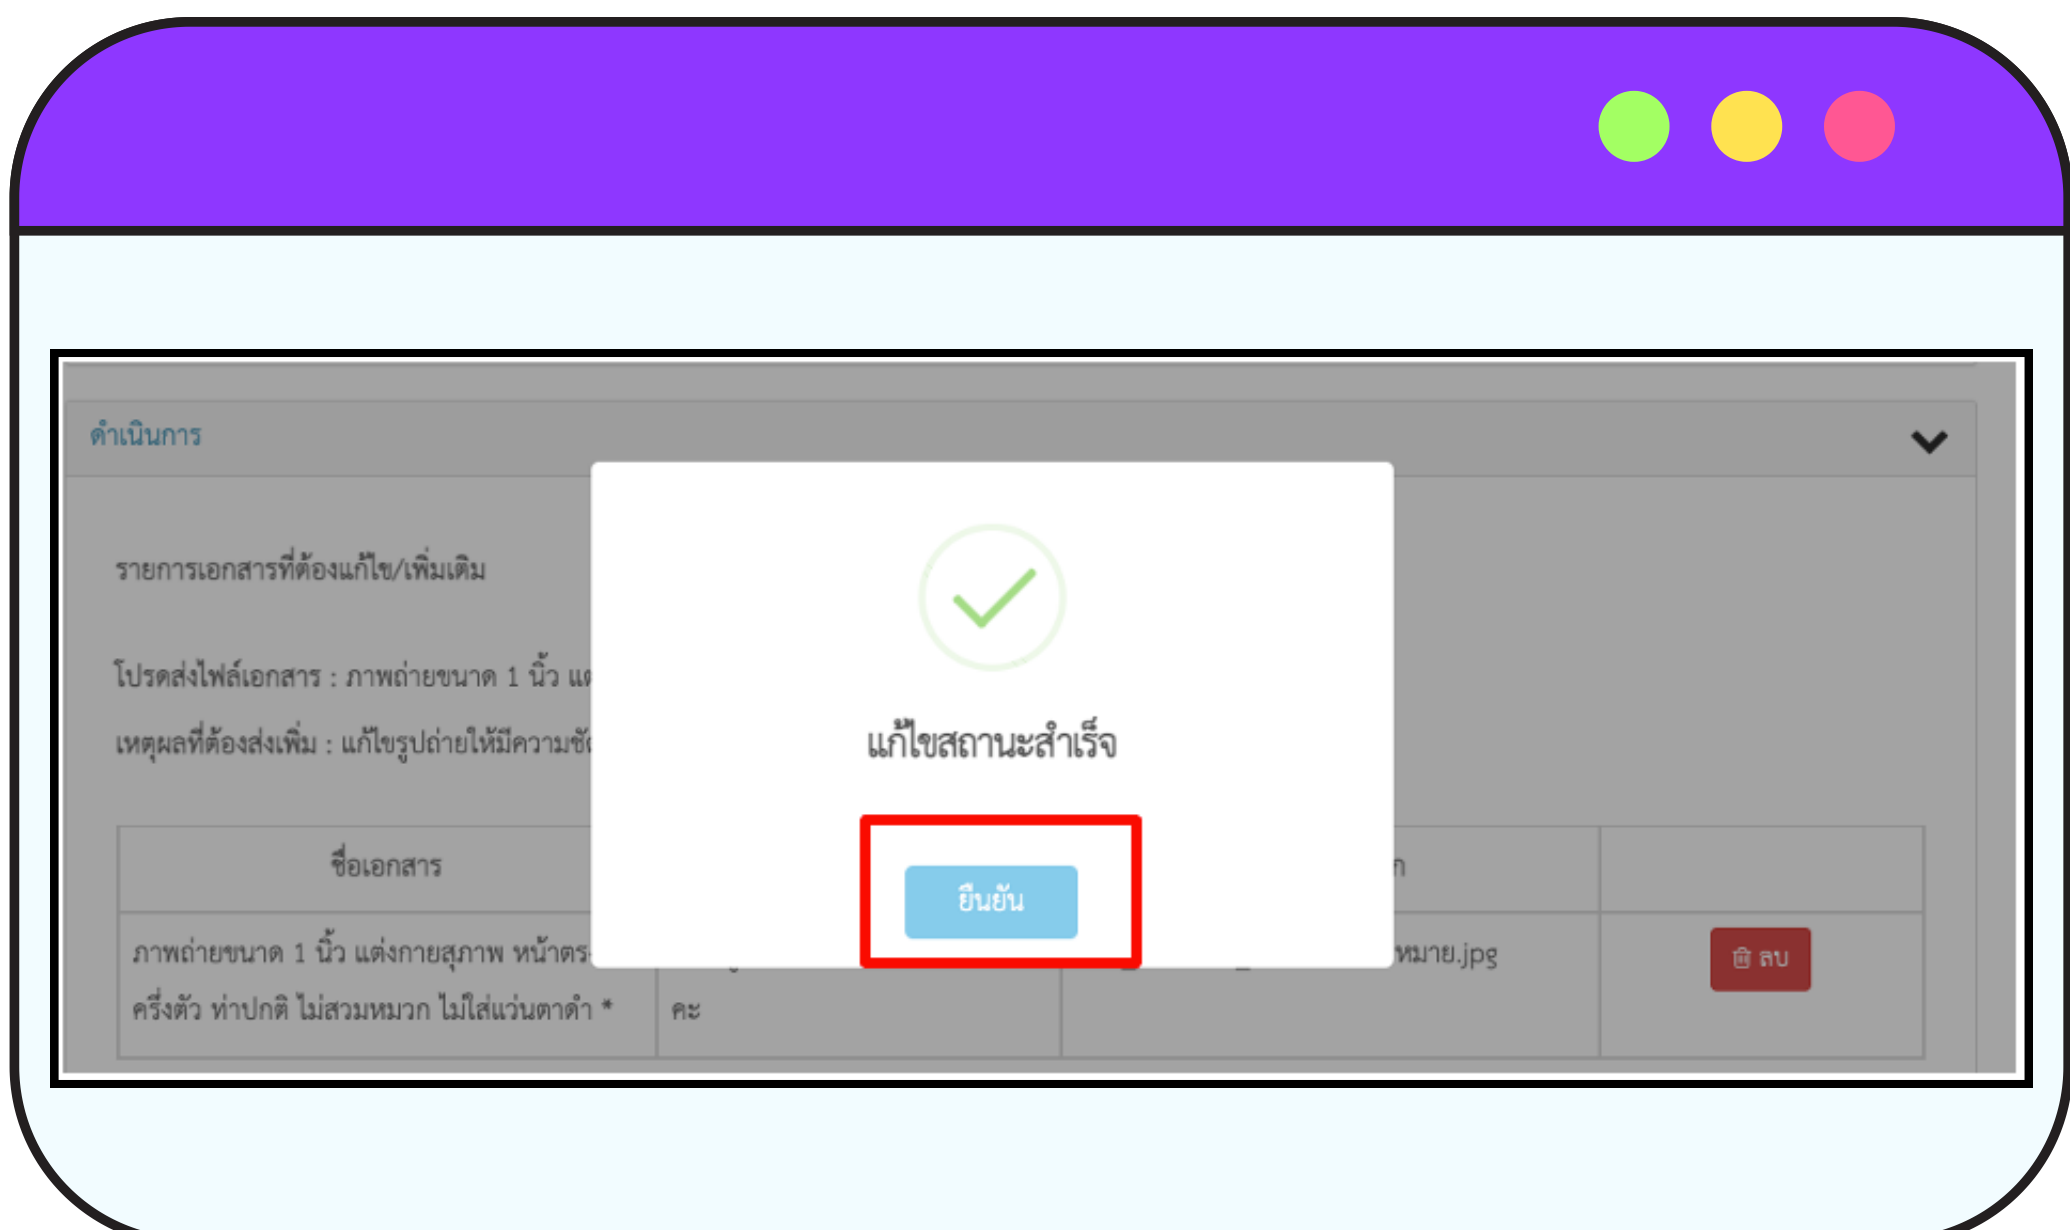 ดำเนินการ
รายการเอกสารที่ต้องแก้ไข/เพิ่มเติม
โปรดส่งไฟล์เอกสาร : ภาพถ่ายขนาด 1 นิ้ว
เหตุผลที่ต้องส่งเพิ่ม : แก้ไขรูปถ่ายให้มีความ
แก้ไขสถานะสำเร็จ
ยืนยัน
ชื่อเอกสาร
ภาพถ่ายขนาด 1 นิ้ว แต่งกายสุภาพ
ครึ่งตัว ท่าปกติ ไม่สวมหมวก ไม่ใส่แว่นตาดำ *
คะ
หมาย.jpg
ลบ